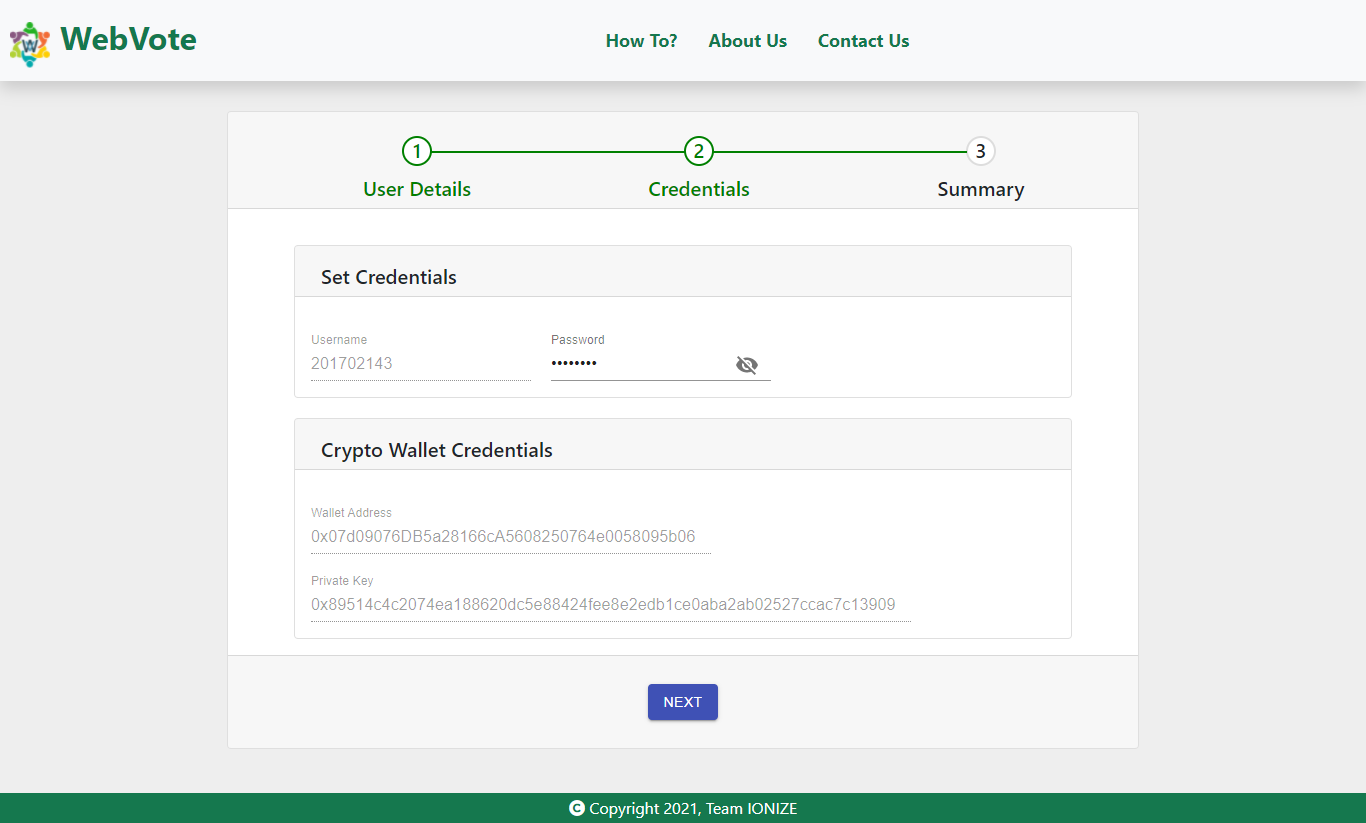 WebVote
How To? About Us Contact Us
1 2 3
User Details Credentials Summary
Set Credentials
Username Password
201702143 ••••••••
Crypto Wallet Credentials
Wallet Address
0x07d09076DB5a28166cA5608250764e0058095b06
Private Key
0x89514c4c2074ea188620dc5e88424fee8e2edb1ce0aba2ab02527ccac7c13909
NEXT
Copyright 2021, Team IONIZE